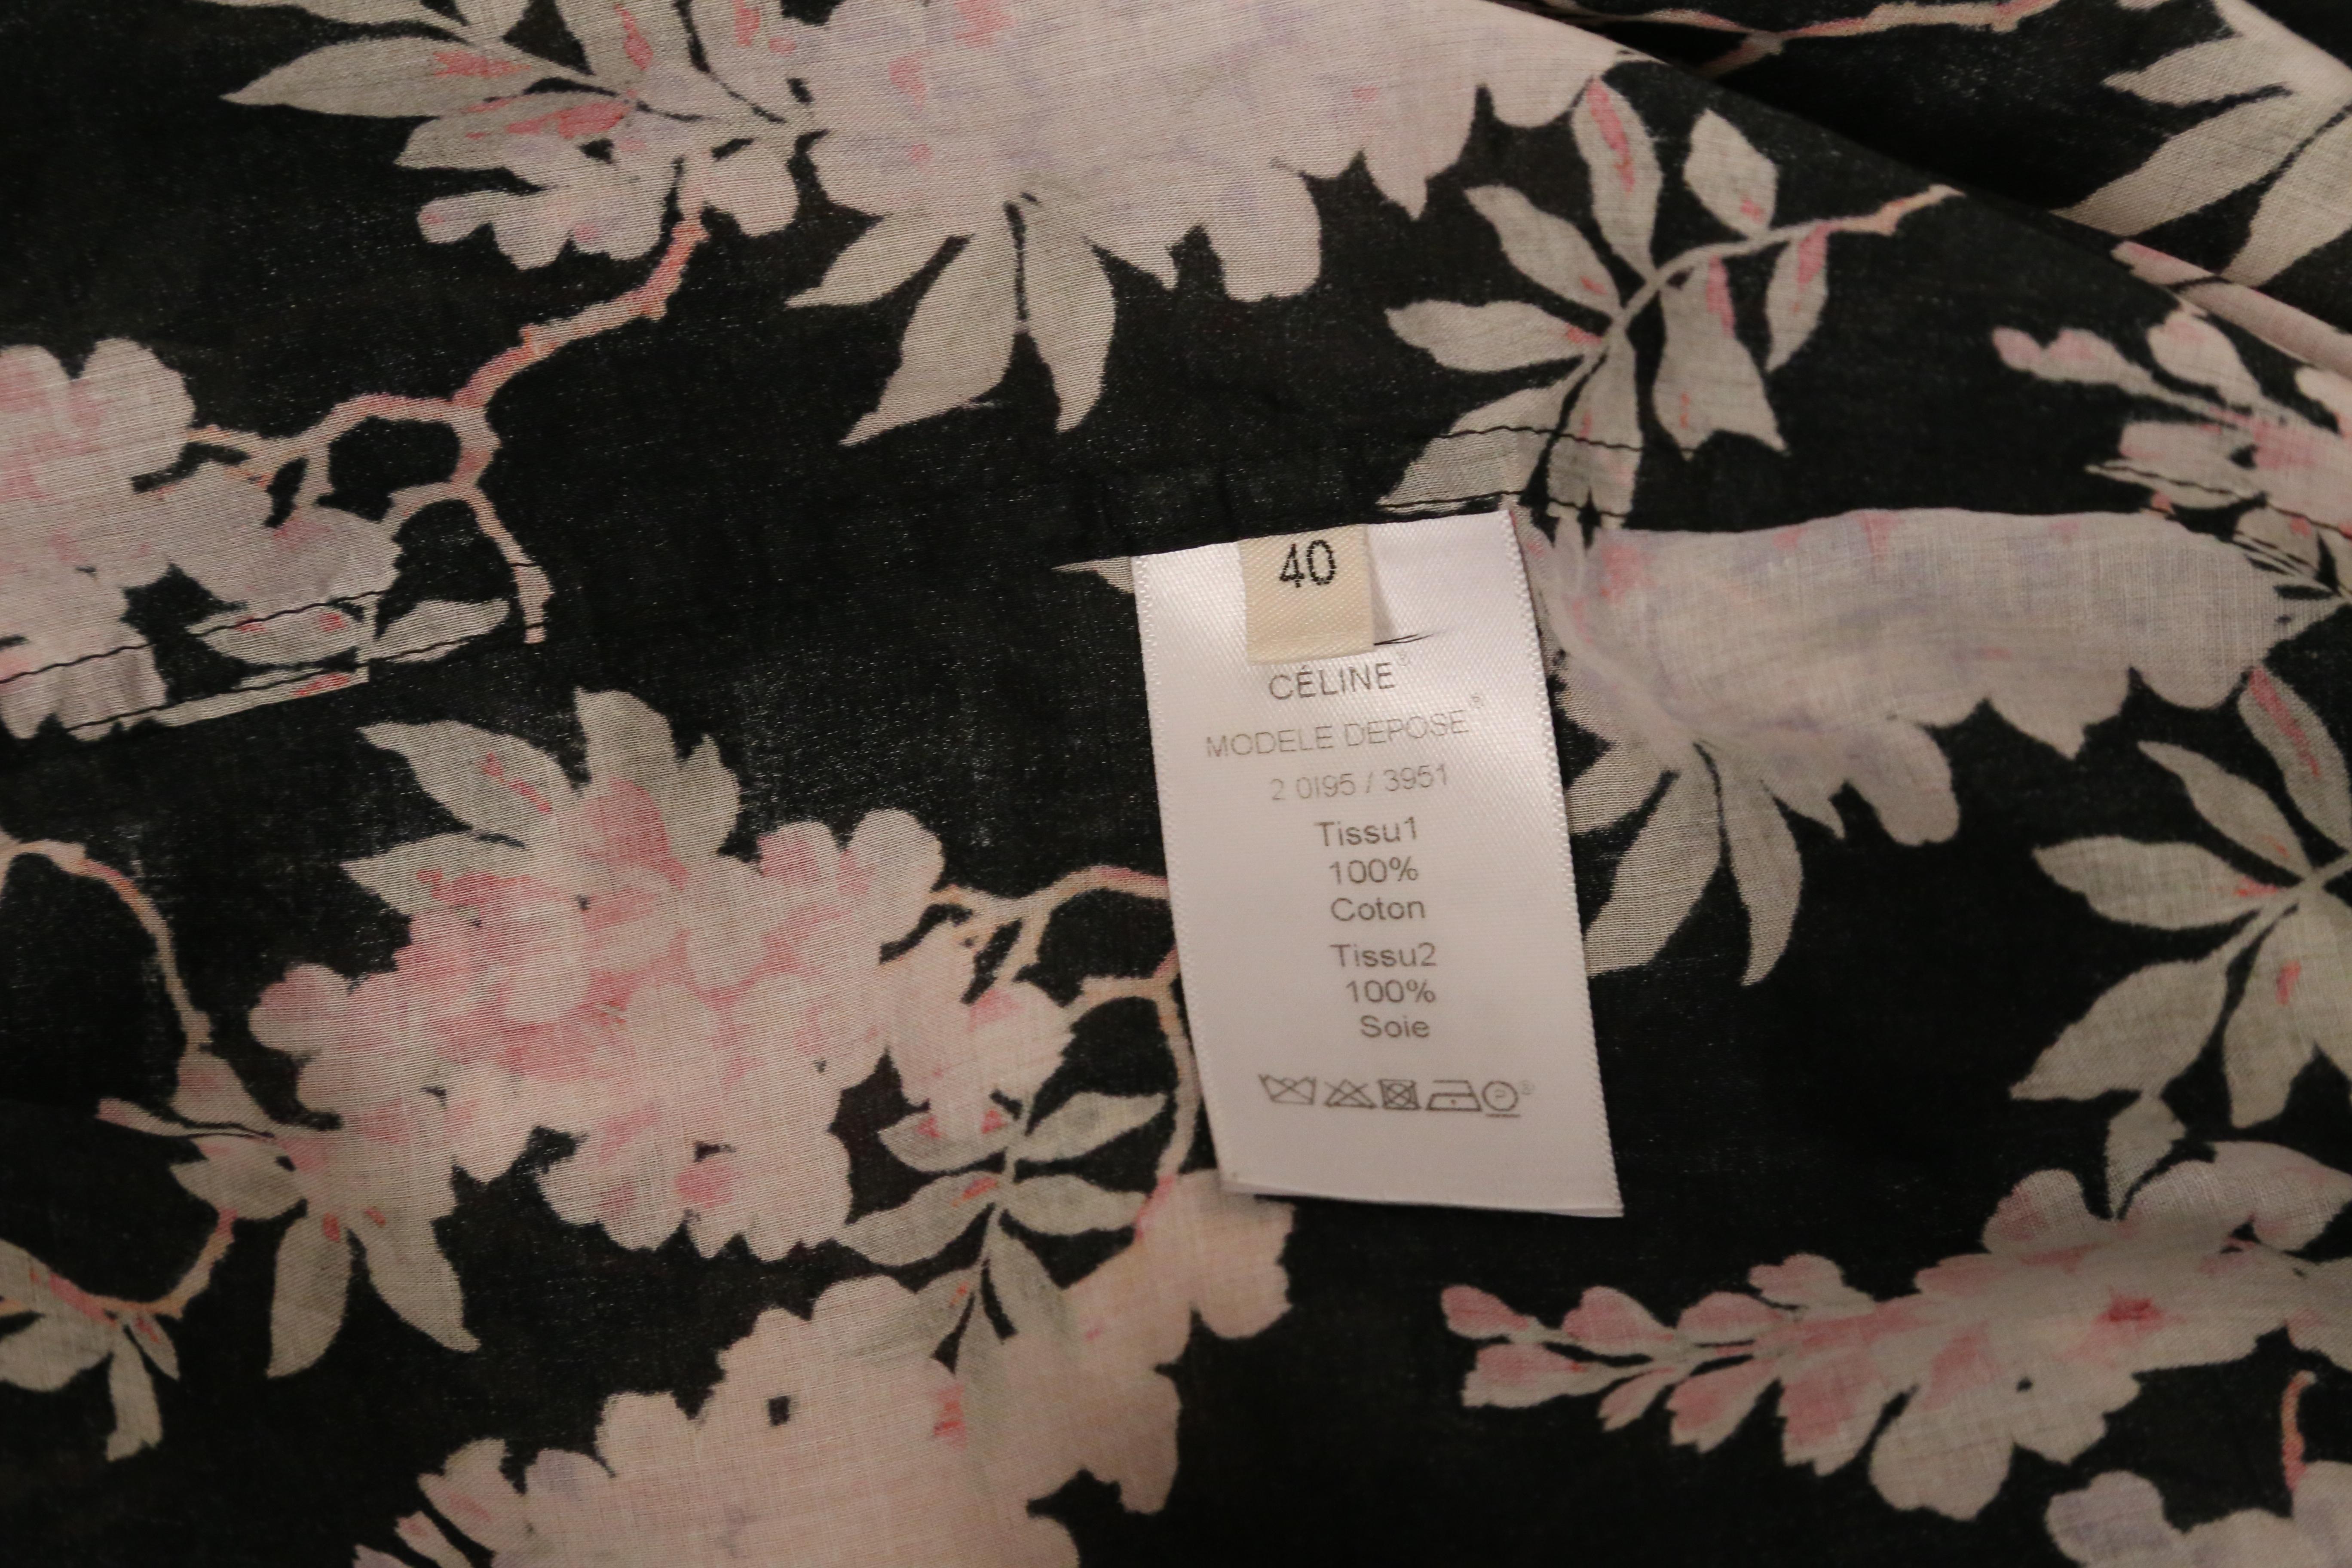 40
CÉLINE®
MODELE DEPOSE®
2 0I95 / 3951
Tissu1
100%
Coton
Tissu2
100%
Soie
P